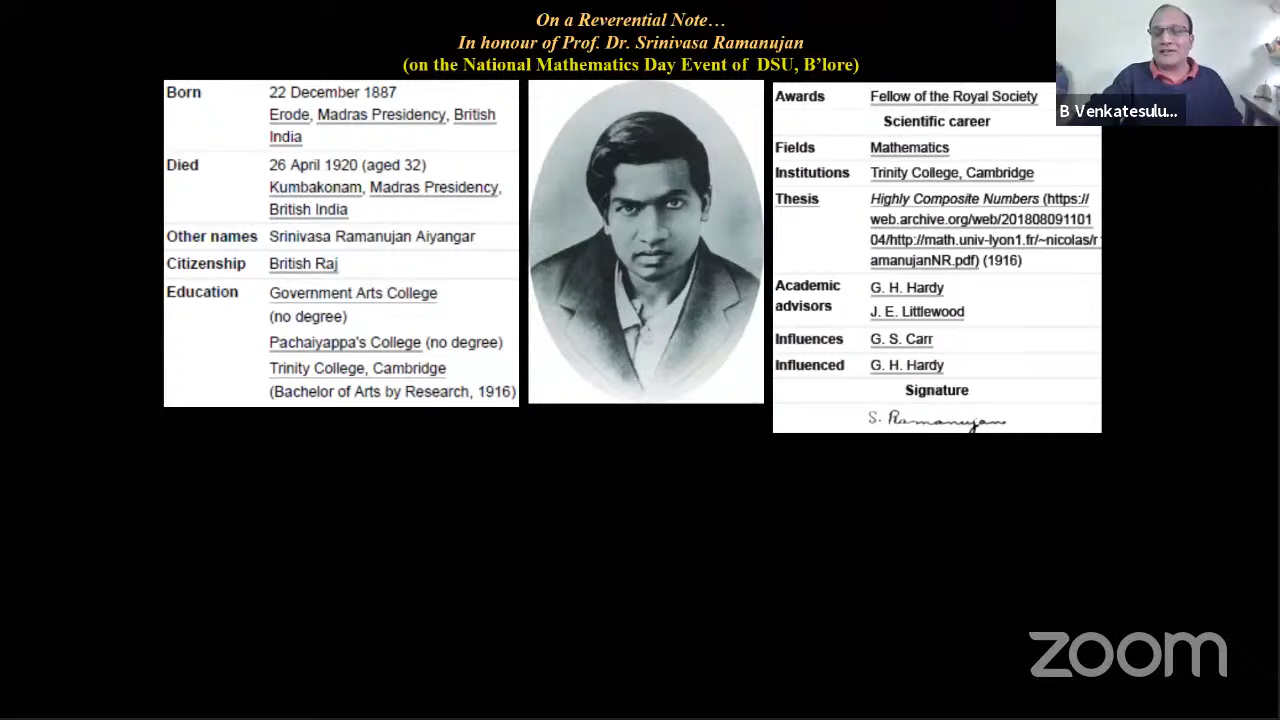 On a Reverential Note…
In honour of Prof. Dr. Srinivasa Ramanujan
(on the National Mathematics Day Event of DSU, B’lore)
B Venkatesulu...
Born 22 December 1887
Erode, Madras Presidency, British
India
Died 26 April 1920 (aged 32)
Kumbakonam, Madras Presidency,
British India
Other names Srinivasa Ramanujan Aiyangar
Citizenship British Raj
Education Government Arts College
(no degree)
Pachaiyappa's College (no degree)
Trinity College, Cambridge
(Bachelor of Arts by Research, 1916)
Awards Fellow of the Royal Society
Scientific career
Fields Mathematics
Institutions Trinity College, Cambridge
Thesis Highly Composite Numbers (https://
web.archive.org/web/201808091101
04/http://math.univ-lyon1.fr/~nicolas/r
amanujanNR.pdf) (1916)
Academic G. H. Hardy
advisors J. E. Littlewood
Influences G. S. Carr
Influenced G. H. Hardy
Signature
S. Ramanujan
zoom